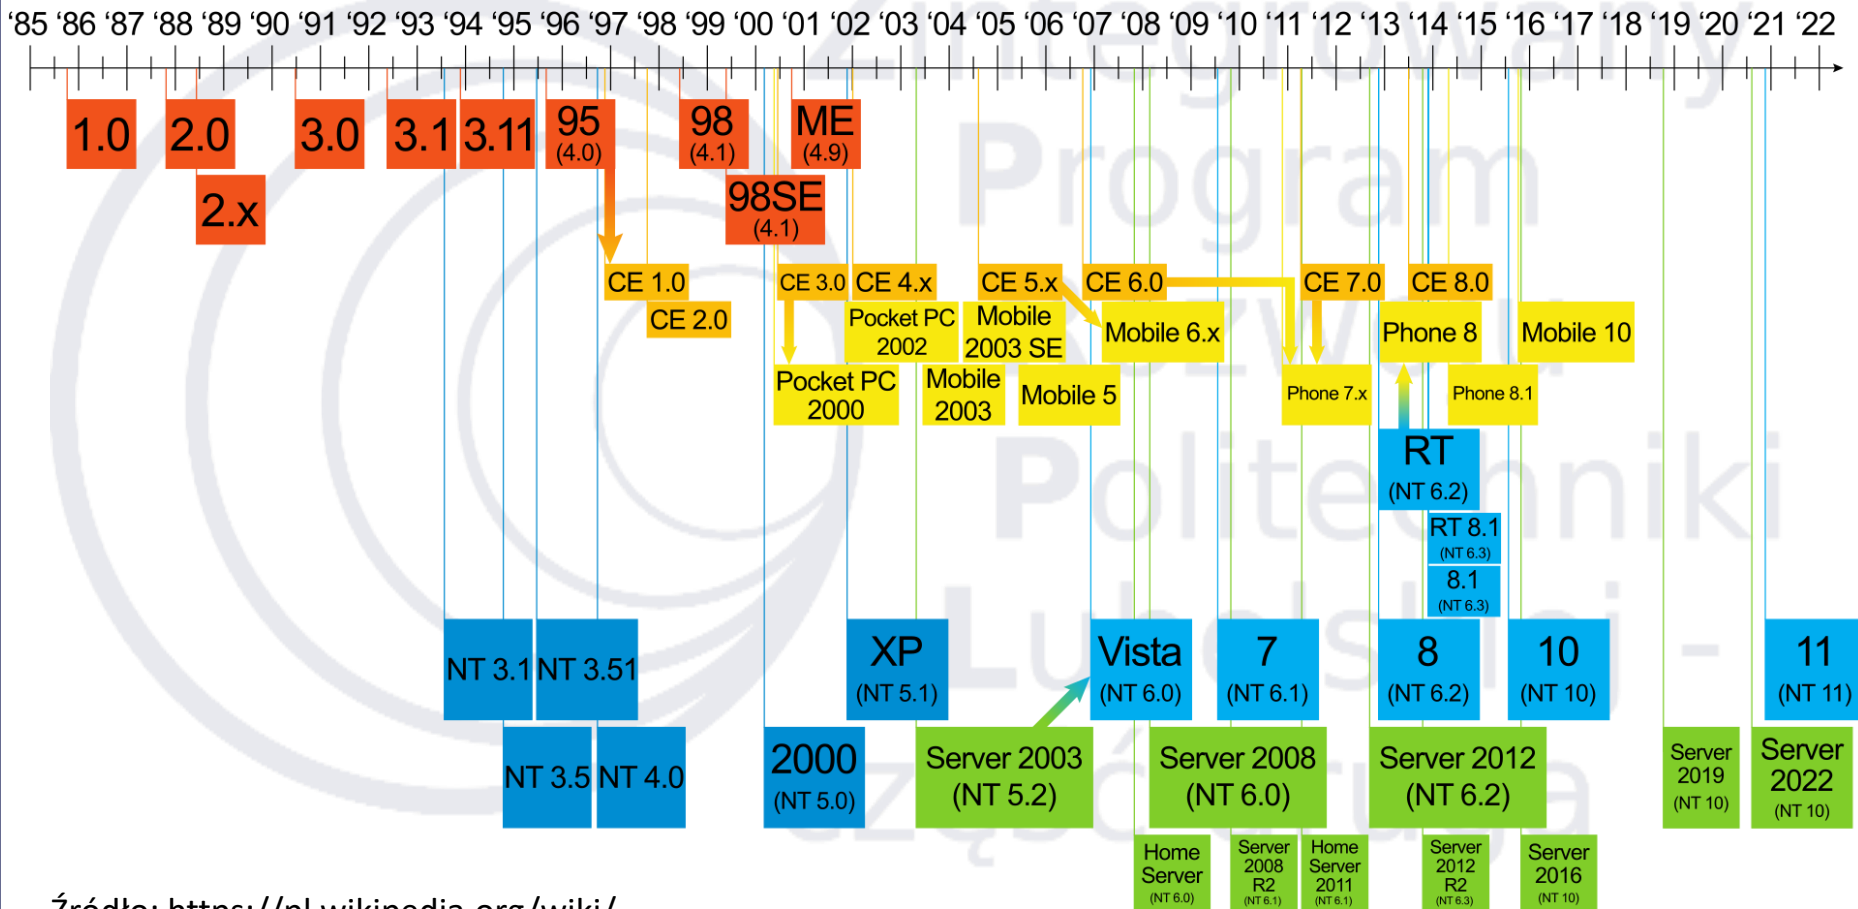 ‘85 ‘86 ‘87 ‘88 ‘89 ‘90 ‘91 ‘92 ‘93 ‘94 ‘95 ‘96 ‘97 ‘98 ‘99 ‘00 ‘01 ‘02 ‘03 ‘04 ‘05 ‘06 ‘07 ‘08 ‘09 ‘10 ‘11 ‘12 ‘13 ‘14 ‘15 ‘16 ‘17 ‘18 ‘19 ‘20 ‘21 ‘22
Zintegrowany
Program
Rozwoju
Politechniki
Lubelskiej -
część druga
1.0
2.0
2.x
3.0
3.1
3.11
95
(4.0)
98
(4.1)
98SE
(4.1)
ME
(4.9)
CE 1.0
CE 2.0
CE 3.0
CE 4.x
CE 5.x
CE 6.0
CE 7.0
CE 8.0
Pocket PC
2002
Mobile
2003 SE
Mobile 6.x
Phone 8
Mobile 10
Pocket PC
2000
Mobile
2003
Mobile 5
Phone 7.x
Phone 8.1
RT
(NT 6.2)
RT 8.1
(NT 6.3)
8.1
(NT 6.3)
NT 3.1
NT 3.51
XP
(NT 5.1)
Vista
(NT 6.0)
7
(NT 6.1)
8
(NT 6.2)
10
(NT 10)
11
(NT 11)
NT 3.5
NT 4.0
2000
(NT 5.0)
Server 2003
(NT 5.2)
Server 2008
(NT 6.0)
Server 2012
(NT 6.2)
Server
2019
(NT 10)
Server
2022
(NT 10)
Home
Server
(NT 6.0)
Server
2008
R2
(NT 6.1)
Home
Server
2011
(NT 6.1)
Server
2012
R2
(NT 6.3)
Server
2016
(NT 10)
Źródło: https://pl.wikipedia.org/wiki/